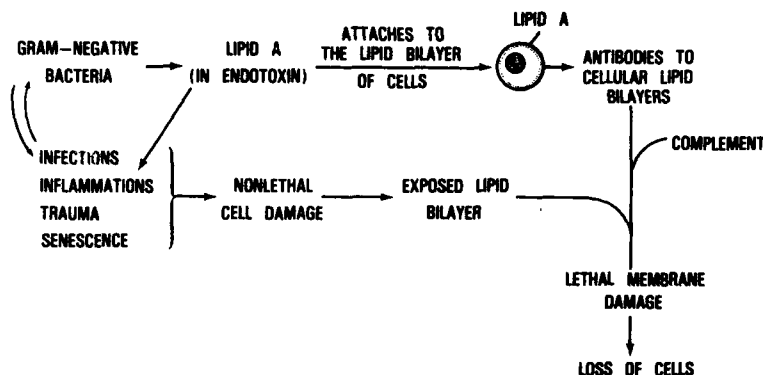 GRAM-NEGATIVE
BACTERIA
LIPID A
(IN ENDOTOXIN)
ATTACHES TO
THE LIPID BILAYER
OF CELLS
LIPID A
ANTIBODIES TO
CELLULAR LIPID
BILAYERS
COMPLEMENT
INFECTIONS
INFLAMMATIONS
TRAUMA
SENESCENCE
NONLETHAL
CELL DAMAGE
EXPOSED LIPID
BILAYER
LETHAL MEMBRANE
DAMAGE
LOSS OF CELLS